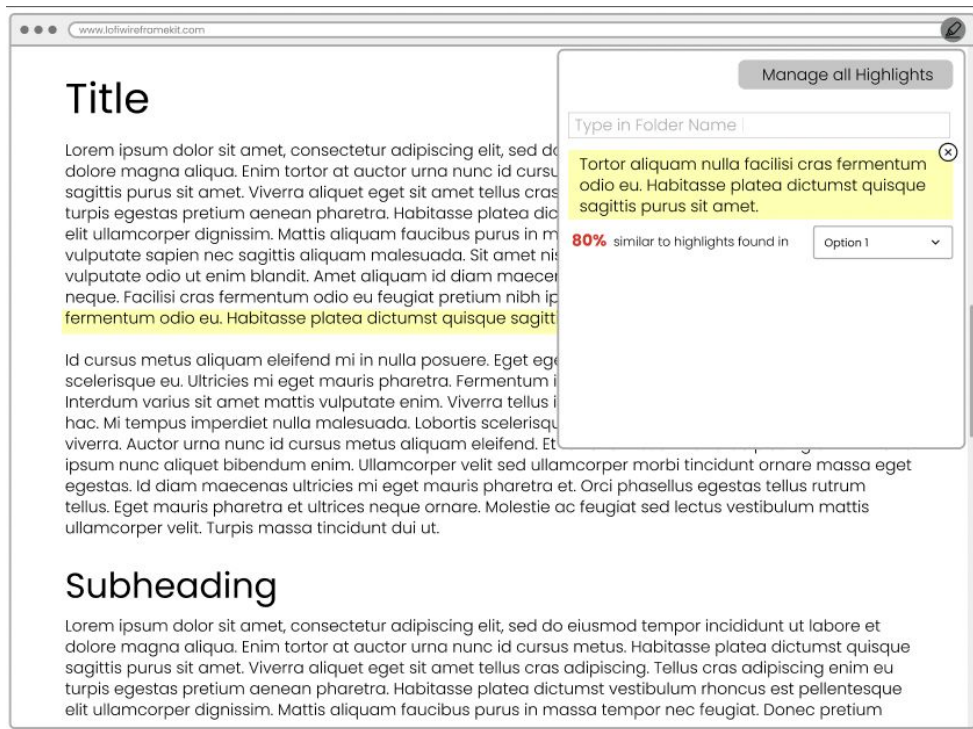 www.lofiwireframekit.com
Title
Lorem ipsum dolor sit amet, consectetur adipiscing elit, sed do
dolore magna aliqua. Enim tortor at auctor urna nunc id cursu
sagittis purus sit amet. Viverra aliquet eget sit amet tellus cras
turpis egestas pretium aenean pharetra. Habitasse platea dic
elit ullamcorper dignissim. Mattis aliquam faucibus purus in m
vulputate sapien nec sagittis aliquam malesuada. Sit amet nis
vulputate odio ut enim blandit. Amet aliquam id diam maecen
neque. Facilisi cras fermentum odio eu feugiat pretium nibh ip
fermentum odio eu. Habitasse platea dictumst quisque sagitt
Id cursus metus aliquam eleifend mi in nulla posuere. Eget ege
scelerisque eu. Ultricies mi eget mauris pharetra. Fermentum i
Interdum varius sit amet mattis vulputate enim. Viverra tellus i
hac. Mi tempus imperdiet nulla malesuada. Lobortis scelerisqu
viverra. Auctor urna nunc id cursus metus aliquam eleifend. Et
ipsum nunc aliquet bibendum enim. Ullamcorper velit sed ullamcorper morbi tincidunt ornare massa eget
egestas. Id diam maecenas ultricies mi eget mauris pharetra et. Orci phasellus egestas tellus rutrum
tellus. Eget mauris pharetra et ultrices neque ornare. Molestie ac feugiat sed lectus vestibulum mattis
ullamcorper velit. Turpis massa tincidunt dui ut.
Subheading
Lorem ipsum dolor sit amet, consectetur adipiscing elit, sed do eiusmod tempor incididunt ut labore et
dolore magna aliqua. Enim tortor at auctor urna nunc id cursus metus. Habitasse platea dictumst quisque
sagittis purus sit amet. Viverra aliquet eget sit amet tellus cras adipiscing. Tellus cras adipiscing enim eu
turpis egestas pretium aenean pharetra. Habitasse platea dictumst vestibulum rhoncus est pellentesque
elit ullamcorper dignissim. Mattis aliquam faucibus purus in massa tempor nec feugiat. Donec pretium
Manage all Highlights
Type in Folder Name
Tortor aliquam nulla facilisi cras fermentum
odio eu. Habitasse platea dictumst quisque
sagittis purus sit amet.
80% similar to highlights found in
Option 1